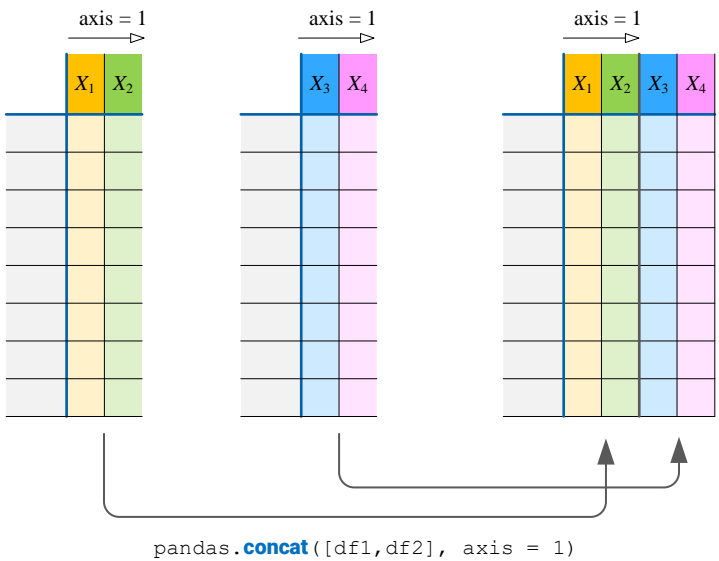 axis = 1 axis = 1 axis = 1
X₁ X₂ X₃ X₄ X₁ X₂ X₃ X₄
pandas.concat([df1,df2], axis = 1)